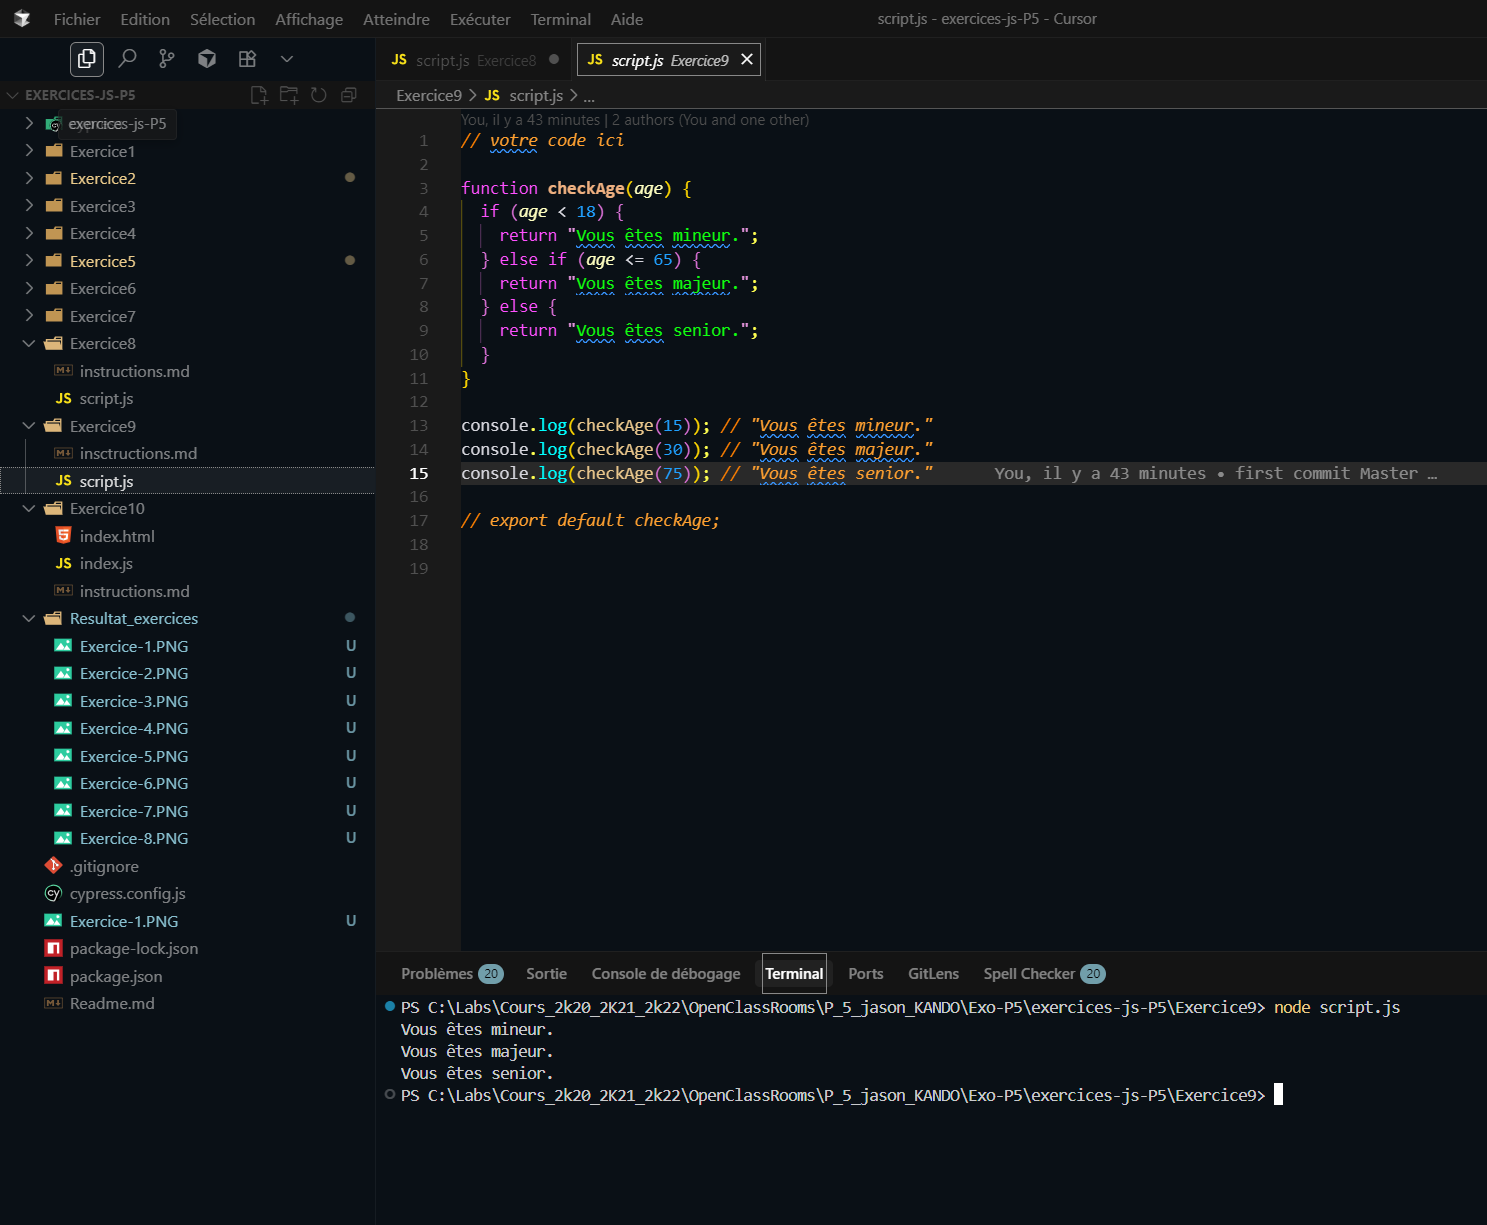 Fichier Edition Sélection Affichage Atteindre Exécuter Terminal Aide
script.js - exercices-js-P5 - Cursor
EXERCICES-JS-P5
exercices-js-P5
Exercice1
Exercice2
Exercice3
Exercice4
Exercice5
Exercice6
Exercice7
Exercice8
instructions.md
JS script.js
Exercice9
insctructions.md
JS script.js
Exercice10
index.html
JS index.js
instructions.md
Resultat_exercices
Exercice-1.PNG U
Exercice-2.PNG U
Exercice-3.PNG U
Exercice-4.PNG U
Exercice-5.PNG U
Exercice-6.PNG U
Exercice-7.PNG U
Exercice-8.PNG U
.gitignore
cypress.config.js
Exercice-1.PNG U
package-lock.json
package.json
Readme.md
JS script.js Exercice8
JS script.js Exercice9
Exercice9 > JS script.js > ...
You, il y a 43 minutes | 2 authors (You and one other)
1 // votre code ici
2
3 function checkAge(age) {
4 if (age < 18) {
5 return "Vous êtes mineur.";
6 } else if (age <= 65) {
7 return "Vous êtes majeur.";
8 } else {
9 return "Vous êtes senior.";
10 }
11 }
12
13 console.log(checkAge(15)); // "Vous êtes mineur."
14 console.log(checkAge(30)); // "Vous êtes majeur."
15 console.log(checkAge(75)); // "Vous êtes senior." You, il y a 43 minutes • first commit Master …
16
17 // export default checkAge;
18
19
Problèmes 20 Sortie Console de débogage Terminal Ports GitLens Spell Checker 20
PS C:\Labs\Cours_2k20_2K21_2k22\OpenClassRooms\P_5_jason_KANDO\Exo-P5\exercices-js-P5\Exercice9> node script.js
Vous êtes mineur.
Vous êtes majeur.
Vous êtes senior.
PS C:\Labs\Cours_2k20_2K21_2k22\OpenClassRooms\P_5_jason_KANDO\Exo-P5\exercices-js-P5\Exercice9>